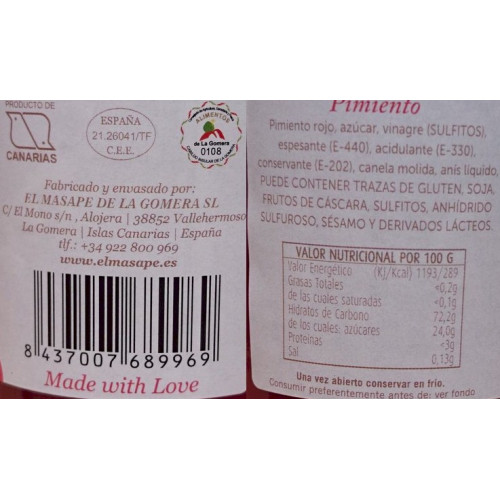 PRODUCTO DE
CANARIAS
ESPAÑA
21.26041/TF
C.E.E.
ALIMENTOS
de La Gomera
0108
Fabricado y envasado por:
EL MASAPE DE LA GOMERA SL
C/ El Mono s/n , Alojera | 38852 Vallehermoso
La Gomera | Islas Canarias | España
tlf.: +34 922 800 969
www.elmasape.es
8 437007 689969
Made with Love
Pimiento
Pimiento rojo, azúcar, vinagre (SULFITOS),
espesante (E-440), acidulante (E-330),
conservante (E-202), canela molida, anís líquido,
PUEDE CONTENER TRAZAS DE GLUTEN, SOJA,
FRUTOS DE CÁSCARA, SULFITOS, ANHÍDRIDO
SULFUROSO, SÉSAMO Y DERIVADOS LÁCTEOS.
VALOR NUTRICIONAL POR 100 G
Valor Energético (KJ/Kcal) 1193/289
Grasas Totales <0,2g
de las cuales saturadas <0,1g
Hidratos de Carbono 72,2g
de los cuales: azúcares 24,0g
Proteínas <3g
Sal 0,13g
Una vez abierto conservar en frío.
Consumir preferentemente antes de: ver fondo